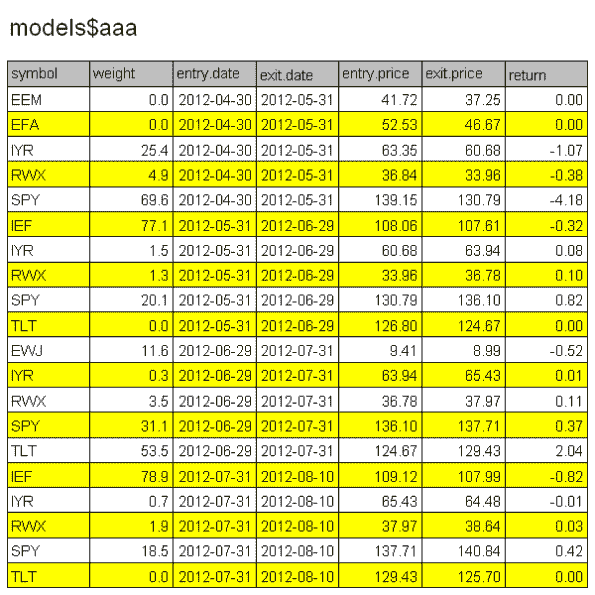 models$aaa
symbol weight entry.date exit.date entry.price exit.price return
EEM 0.0 2012-04-30 2012-05-31 41.72 37.25 0.00
EFA 0.0 2012-04-30 2012-05-31 52.53 46.67 0.00
IYR 25.4 2012-04-30 2012-05-31 63.35 60.68 -1.07
RWX 4.9 2012-04-30 2012-05-31 36.84 33.96 -0.38
SPY 69.6 2012-04-30 2012-05-31 139.15 130.79 -4.18
IEF 77.1 2012-05-31 2012-06-29 108.06 107.61 -0.32
IYR 1.5 2012-05-31 2012-06-29 60.68 63.94 0.08
RWX 1.3 2012-05-31 2012-06-29 33.96 36.78 0.10
SPY 20.1 2012-05-31 2012-06-29 130.79 136.10 0.82
TLT 0.0 2012-05-31 2012-06-29 126.80 124.67 0.00
EWJ 11.6 2012-06-29 2012-07-31 9.41 8.99 -0.52
IYR 0.3 2012-06-29 2012-07-31 63.94 65.43 0.01
RWX 3.5 2012-06-29 2012-07-31 36.78 37.97 0.11
SPY 31.1 2012-06-29 2012-07-31 136.10 137.71 0.37
TLT 53.5 2012-06-29 2012-07-31 124.67 129.43 2.04
IEF 78.9 2012-07-31 2012-08-10 109.12 107.99 -0.82
IYR 0.7 2012-07-31 2012-08-10 65.43 64.48 -0.01
RWX 1.9 2012-07-31 2012-08-10 37.97 38.64 0.03
SPY 18.5 2012-07-31 2012-08-10 137.71 140.84 0.42
TLT 0.0 2012-07-31 2012-08-10 129.43 125.70 0.00